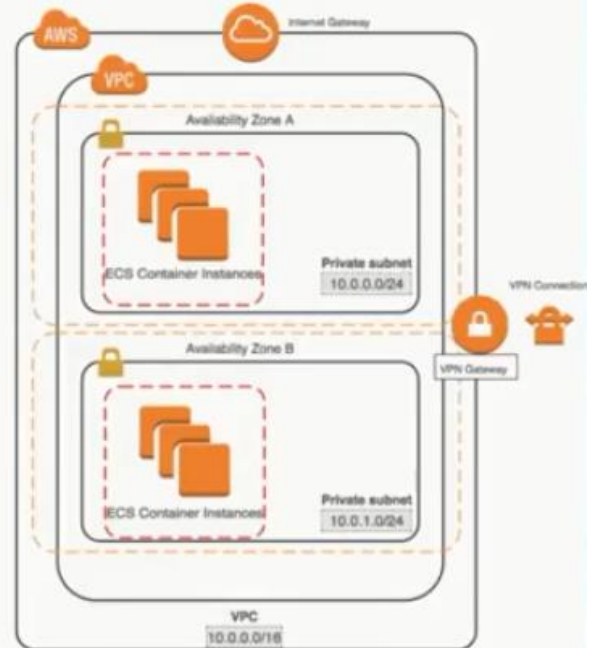 AWS
Internet Gateway
VPC
Availability Zone A
ECS Container Instances
Private subnet
10.0.0.0/24
VPN Connection
Availability Zone B
VPN Gateway
ECS Container Instances
Private subnet
10.0.1.0/24
VPC
10.0.0.0/16